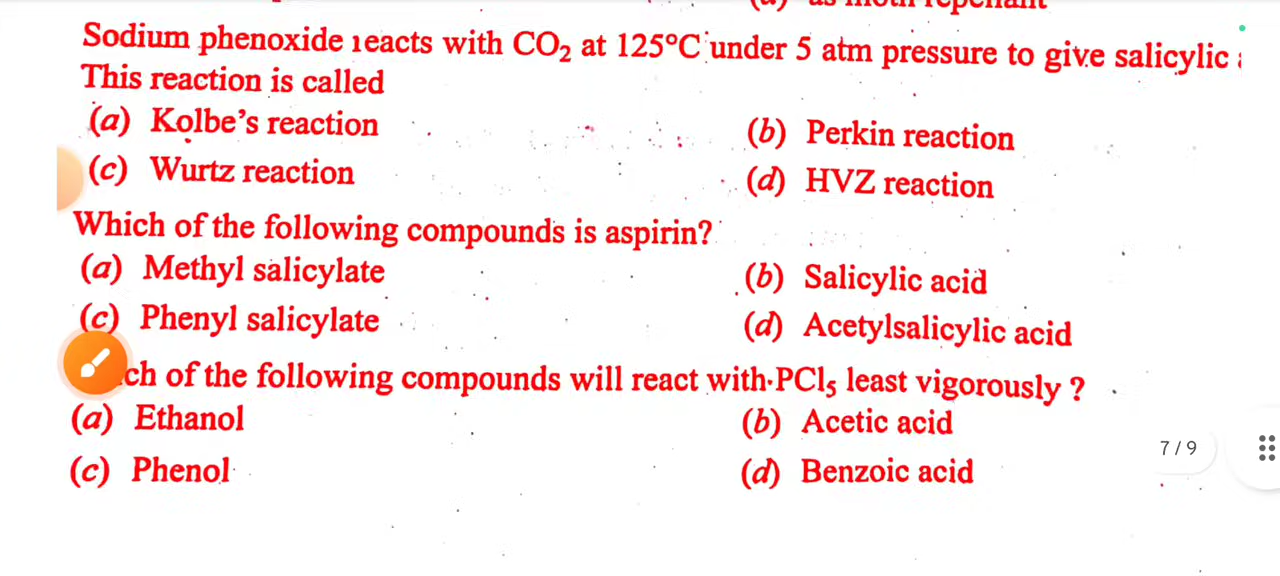 Sodium phenoxide reacts with CO₂ at 125°C under 5 atm pressure to give salicylic
This reaction is called
(a) Kolbe's reaction (b) Perkin reaction
(c) Wurtz reaction (d) HVZ reaction
Which of the following compounds is aspirin?
(a) Methyl salicylate (b) Salicylic acid
(c) Phenyl salicylate (d) Acetylsalicylic acid
ch of the following compounds will react with PCl₅ least vigorously ?
(a) Ethanol (b) Acetic acid
(c) Phenol (d) Benzoic acid
7 / 9